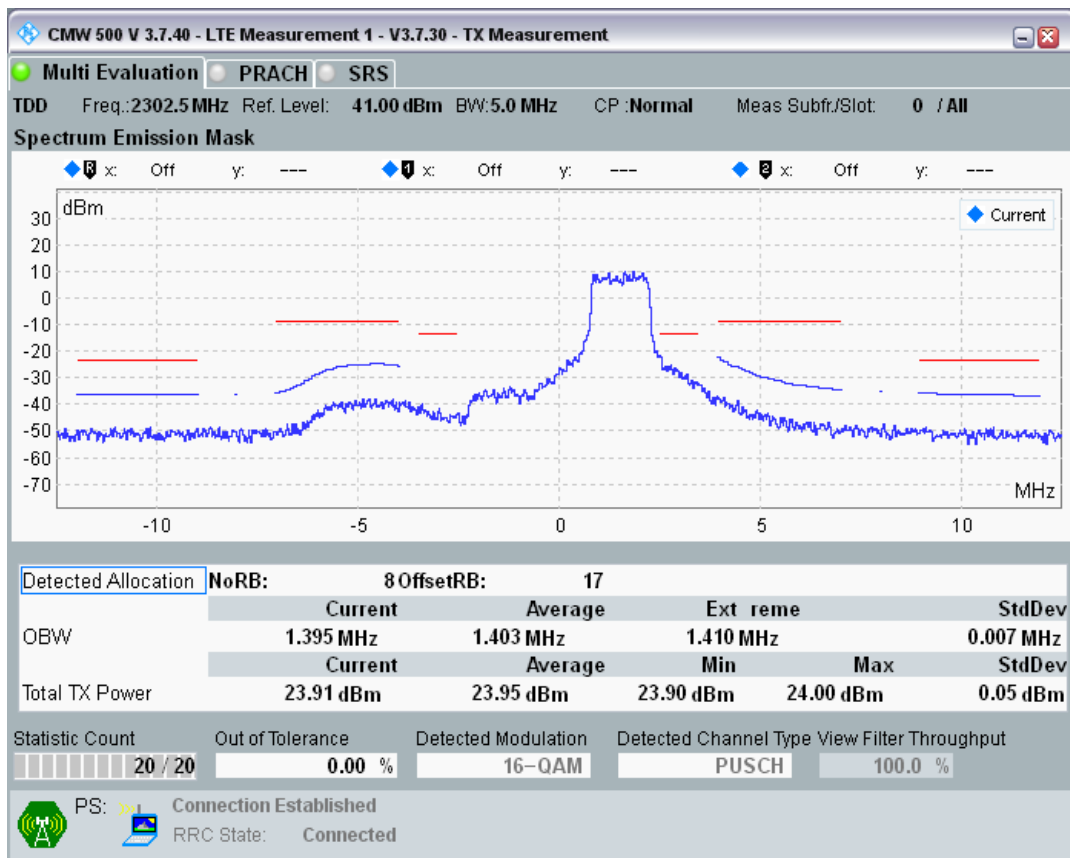 CMW 500 V 3.7.40 - LTE Measurement 1 - V3.7.30 - TX Measurement
Multi Evaluation PRACH SRS
TDD Freq.:2302.5 MHz Ref. Level: 41.00 dBm BW:5.0 MHz CP :Normal Meas Subfr./Slot: 0 / All
Spectrum Emission Mask
R x: Off y: --- 1 x: Off y: --- 2 x: Off y: ---
dBm
Current
30
20
10
0
-10
-20
-30
-40
-50
-60
-70
MHz
-10 -5 0 5 10
Detected Allocation NoRB: 8 OffsetRB: 17
Current Average Ext reme StdDev
OBW 1.395 MHz 1.403 MHz 1.410 MHz 0.007 MHz
Current Average Min Max StdDev
Total TX Power 23.91 dBm 23.95 dBm 23.90 dBm 24.00 dBm 0.05 dBm
Statistic Count Out of Tolerance Detected Modulation Detected Channel Type View Filter Throughput
20 / 20 0.00 % 16-QAM PUSCH 100.0 %
PS: Connection Established
RRC State: Connected